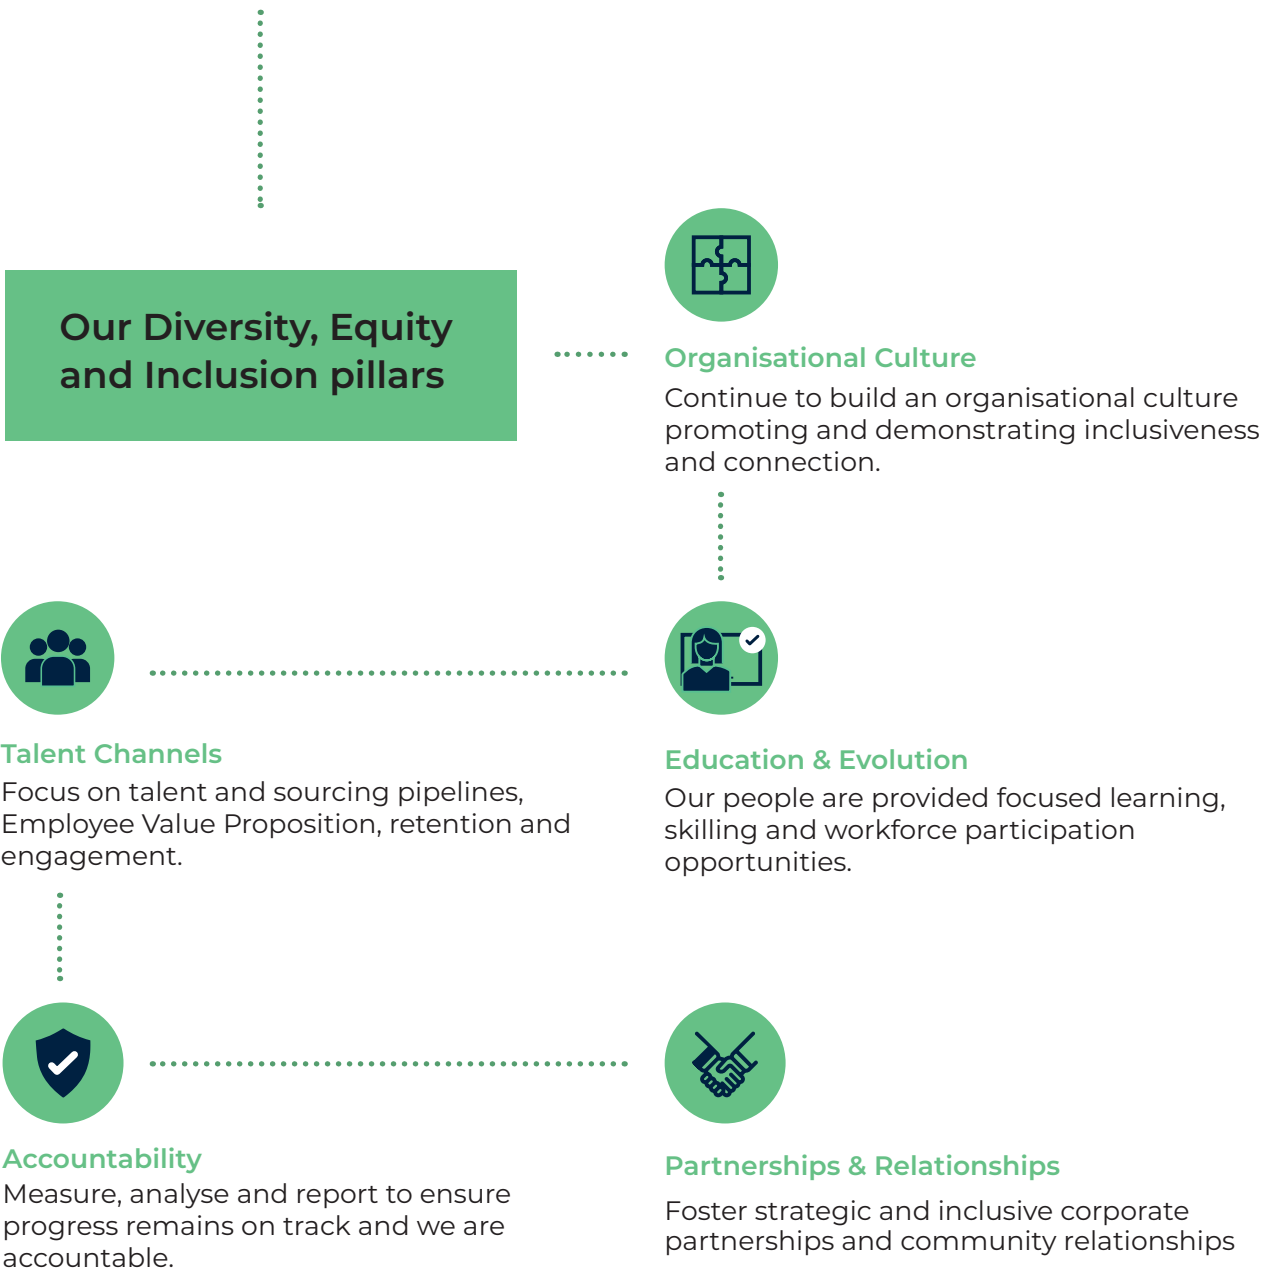 Our Diversity, Equity
and Inclusion pillars
Organisational Culture
Continue to build an organisational culture
promoting and demonstrating inclusiveness
and connection.
Talent Channels
Focus on talent and sourcing pipelines,
Employee Value Proposition, retention and
engagement.
Education & Evolution
Our people are provided focused learning,
skilling and workforce participation
opportunities.
Accountability
Measure, analyse and report to ensure
progress remains on track and we are
accountable.
Partnerships & Relationships
Foster strategic and inclusive corporate
partnerships and community relationships